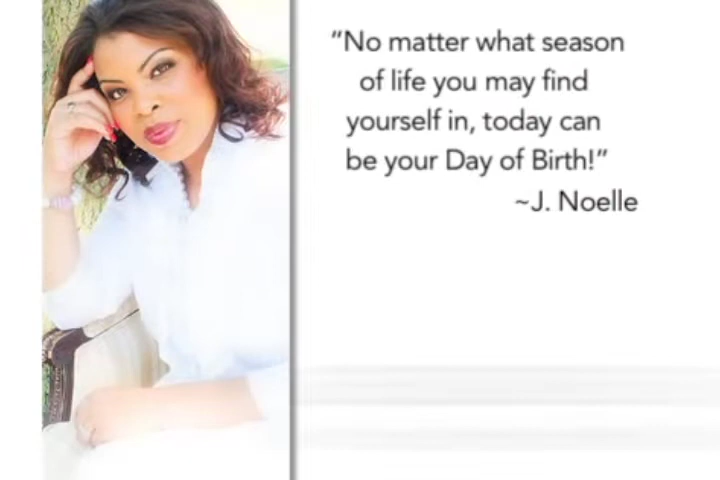 “No matter what season
of life you may find
yourself in, today can
be your Day of Birth!”
~J. Noelle